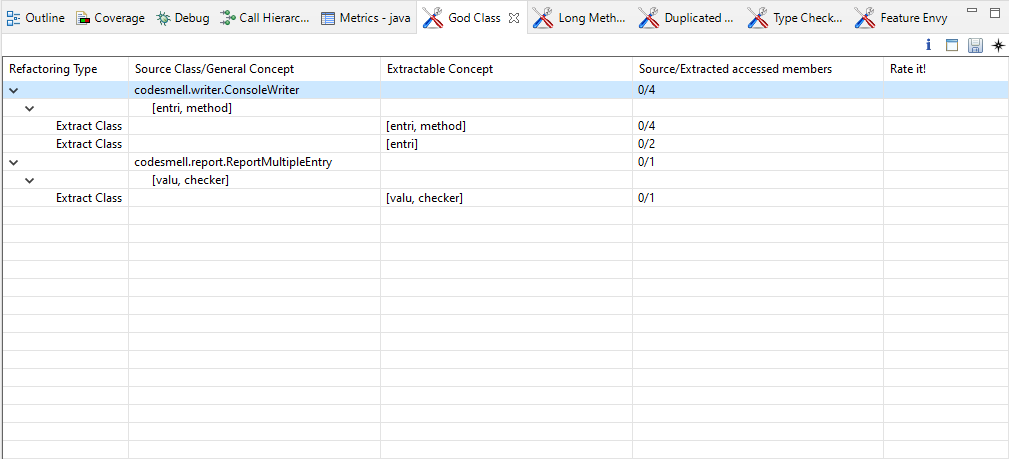 Outline Coverage Debug Call Hierarc... Metrics - java God Class Long Meth... Duplicated ... Type Check... Feature Envy
Refactoring Type Source Class/General Concept Extractable Concept Source/Extracted accessed members Rate it!
codesmell.writer.ConsoleWriter 0/4
[entri, method]
Extract Class [entri, method] 0/4
Extract Class [entri] 0/2
codesmell.report.ReportMultipleEntry 0/1
[valu, checker]
Extract Class [valu, checker] 0/1